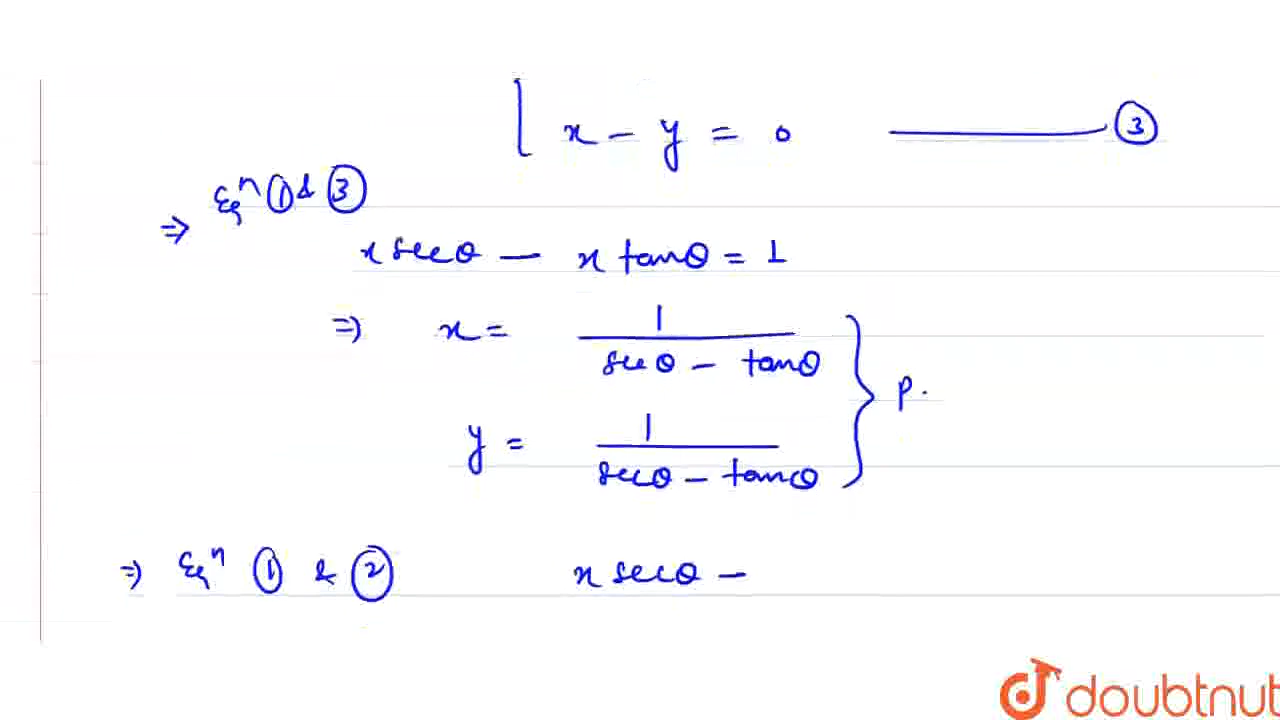 x - y = 0 ——— ③
⇒ Eqⁿ ① & ③
x secθ - x tanθ = 1
⇒ x = 1 / (secθ - tanθ)
} P.
y = 1 / (secθ - tanθ)
⇒ Eqⁿ ① & ② x secθ -
doubtnut